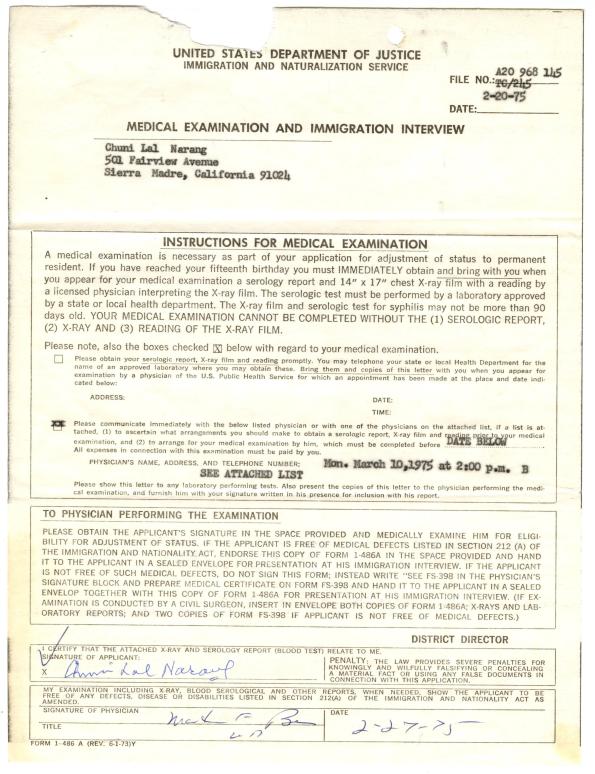 UNITED STATES DEPARTMENT OF JUSTICE
IMMIGRATION AND NATURALIZATION SERVICE
A20 968 145
FILE NO.: TG/245
2-20-75
DATE:
MEDICAL EXAMINATION AND IMMIGRATION INTERVIEW
Chuni Lal Narang
501 Fairview Avenue
Sierra Madre, California 91024
INSTRUCTIONS FOR MEDICAL EXAMINATION
A medical examination is necessary as part of your application for adjustment of status to permanent
resident. If you have reached your fifteenth birthday you must IMMEDIATELY obtain and bring with you when
you appear for your medical examination a serology report and 14" x 17" chest X-ray film with a reading by
a licensed physician interpreting the X-ray film. The serologic test must be performed by a laboratory approved
by a state or local health department. The X-ray film and serologic test for syphilis may not be more than 90
days old. YOUR MEDICAL EXAMINATION CANNOT BE COMPLETED WITHOUT THE (1) SEROLOGIC REPORT,
(2) X-RAY AND (3) READING OF THE X-RAY FILM.
Please note, also the boxes checked X below with regard to your medical examination.
Please obtain your serologic report, X-ray film and reading promptly. You may telephone your state or local Health Department for the
name of an approved laboratory where you may obtain these. Bring them and copies of this letter with you when you appear for
examination by a physician of the U.S. Public Health Service for which an appointment has been made at the place and date indi-
cated below:
ADDRESS:
DATE:
TIME:
Please communicate immediately with the below listed physician or with one of the physicians on the attached list, if a list is at-
tached, (1) to ascertain what arrangements you should make to obtain a serologic report, X-ray film and reading prior to your medical
examination, and (2) to arrange for your medical examination by him, which must be completed before DATE BELOW
All expenses in connection with this examination must be paid by you.
PHYSICIAN'S NAME, ADDRESS, AND TELEPHONE NUMBER: Mon. March 10,1975 at 2:00 p.m. B
SEE ATTACHED LIST
Please show this letter to any laboratory performing tests. Also present the copies of this letter to the physician performing the medi-
cal examination, and furnish him with your signature written in his presence for inclusion with his report.
TO PHYSICIAN PERFORMING THE EXAMINATION
PLEASE OBTAIN THE APPLICANT'S SIGNATURE IN THE SPACE PROVIDED AND MEDICALLY EXAMINE HIM FOR ELIGI-
BILITY FOR ADJUSTMENT OF STATUS. IF THE APPLICANT IS FREE OF MEDICAL DEFECTS LISTED IN SECTION 212 (A) OF
THE IMMIGRATION AND NATIONALITY ACT, ENDORSE THIS COPY OF FORM 1-486A IN THE SPACE PROVIDED AND HAND
IT TO THE APPLICANT IN A SEALED ENVELOPE FOR PRESENTATION AT HIS IMMIGRATION INTERVIEW. IF THE APPLICANT
IS NOT FREE OF SUCH MEDICAL DEFECTS, DO NOT SIGN THIS FORM; INSTEAD WRITE "SEE FS-398 IN THE PHYSICIAN'S
SIGNATURE BLOCK AND PREPARE MEDICAL CERTIFICATE ON FORM FS-398 AND HAND IT TO THE APPLICANT IN A SEALED
ENVELOP TOGETHER WITH THIS COPY OF FORM 1-486A FOR PRESENTATION AT HIS IMMIGRATION INTERVIEW. (IF EX-
AMINATION IS CONDUCTED BY A CIVIL SURGEON, INSERT IN ENVELOPE BOTH COPIES OF FORM 1-486A; X-RAYS AND LAB-
ORATORY REPORTS; AND TWO COPIES OF FORM FS-398 IF APPLICANT IS NOT FREE OF MEDICAL DEFECTS.)
DISTRICT DIRECTOR
I CERTIFY THAT THE ATTACHED X-RAY AND SEROLOGY REPORT (BLOOD TEST) RELATE TO ME.
SIGNATURE OF APPLICANT:
X Chuni Lal Narang
PENALTY: THE LAW PROVIDES SEVERE PENALTIES FOR
KNOWINGLY AND WILFULLY FALSIFYING OR CONCEALING
A MATERIAL FACT OR USING ANY FALSE DOCUMENTS IN
CONNECTION WITH THIS APPLICATION.
MY EXAMINATION INCLUDING X-RAY, BLOOD SEROLOGICAL AND OTHER REPORTS, WHEN NEEDED, SHOW THE APPLICANT TO BE
FREE OF ANY DEFECTS, DISEASE OR DISABILITIES LISTED IN SECTION 212(A) OF THE IMMIGRATION AND NATIONALITY ACT AS
AMENDED.
SIGNATURE OF PHYSICIAN
DATE
2-27-75
TITLE
FORM 1-486 A (REV. 6-1-73)Y